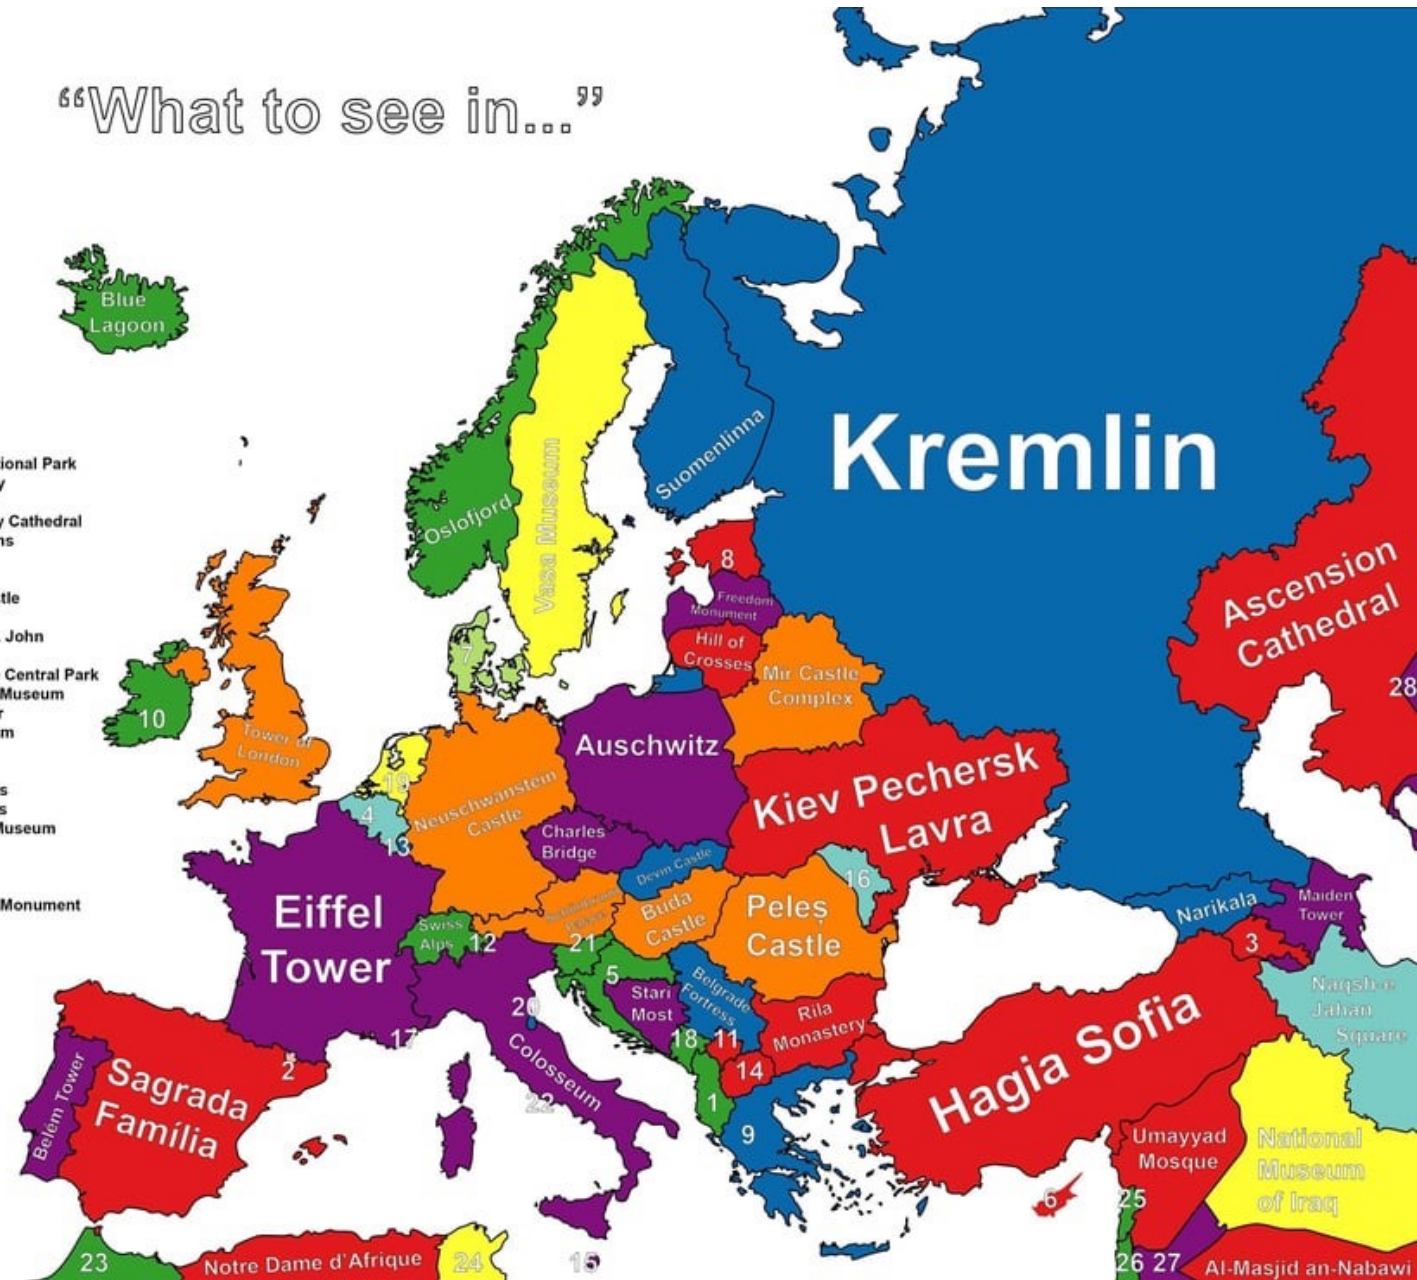 “What to see in...”
Blue
Lagoon
Kremlin
Suomenlinna
Vasa Museum
Oslofjord
ional Park
y
y Cathedral
ns
tle
. John
Central Park
Museum
r
m
s
s
Museum
Monument
Ascension
Cathedral
8
Freedom
Monument
Hill of
Crosses
7
10
Mir Castle
Complex
28
Tower of
London
Auschwitz
19
4
13
Neuschwanstein
Castle
Kiev Pechersk
Lavra
Charles
Bridge
Devin Castle
16
Eiffel
Tower
Swiss
Alps
12
21
Buda
Castle
Peleș
Castle
Narikala
Maiden
Tower
3
5
Stari
Most
Belgrade
Fortress
Rila
Monastery
Hagia Sofia
Naqsh-e
Jahan
Square
20
17
Colosseum
22
18
11
14
1
9
2
Sagrada
Família
Belém Tower
Umayyad
Mosque
National
Museum
of Iraq
6
25
23
Notre Dame d’Afrique
24
15
26
27
Al-Masjid an-Nabawi